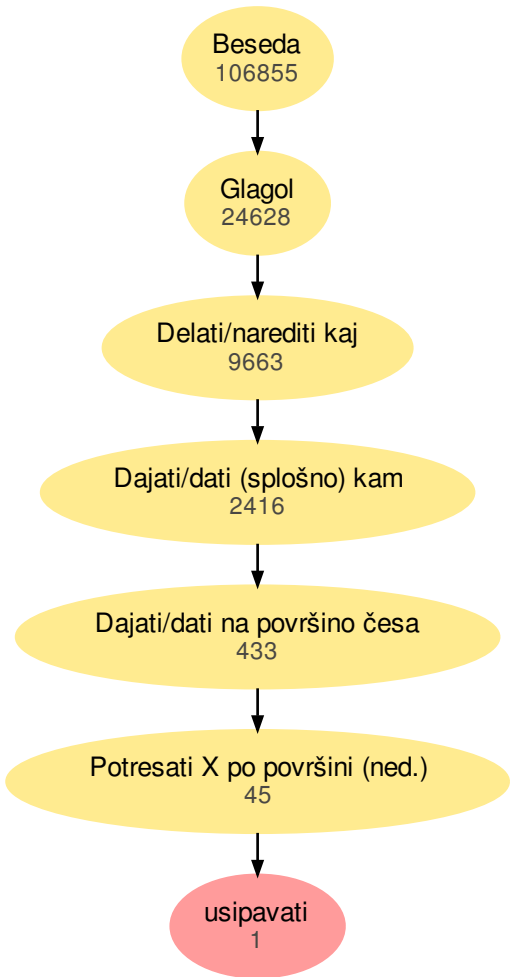 Beseda
106855
Glagol
24628
Delati/narediti kaj
9663
Dajati/dati (splošno) kam
2416
Dajati/dati na površino česa
433
Potresati X po površini (ned.)
45
usipavati
1